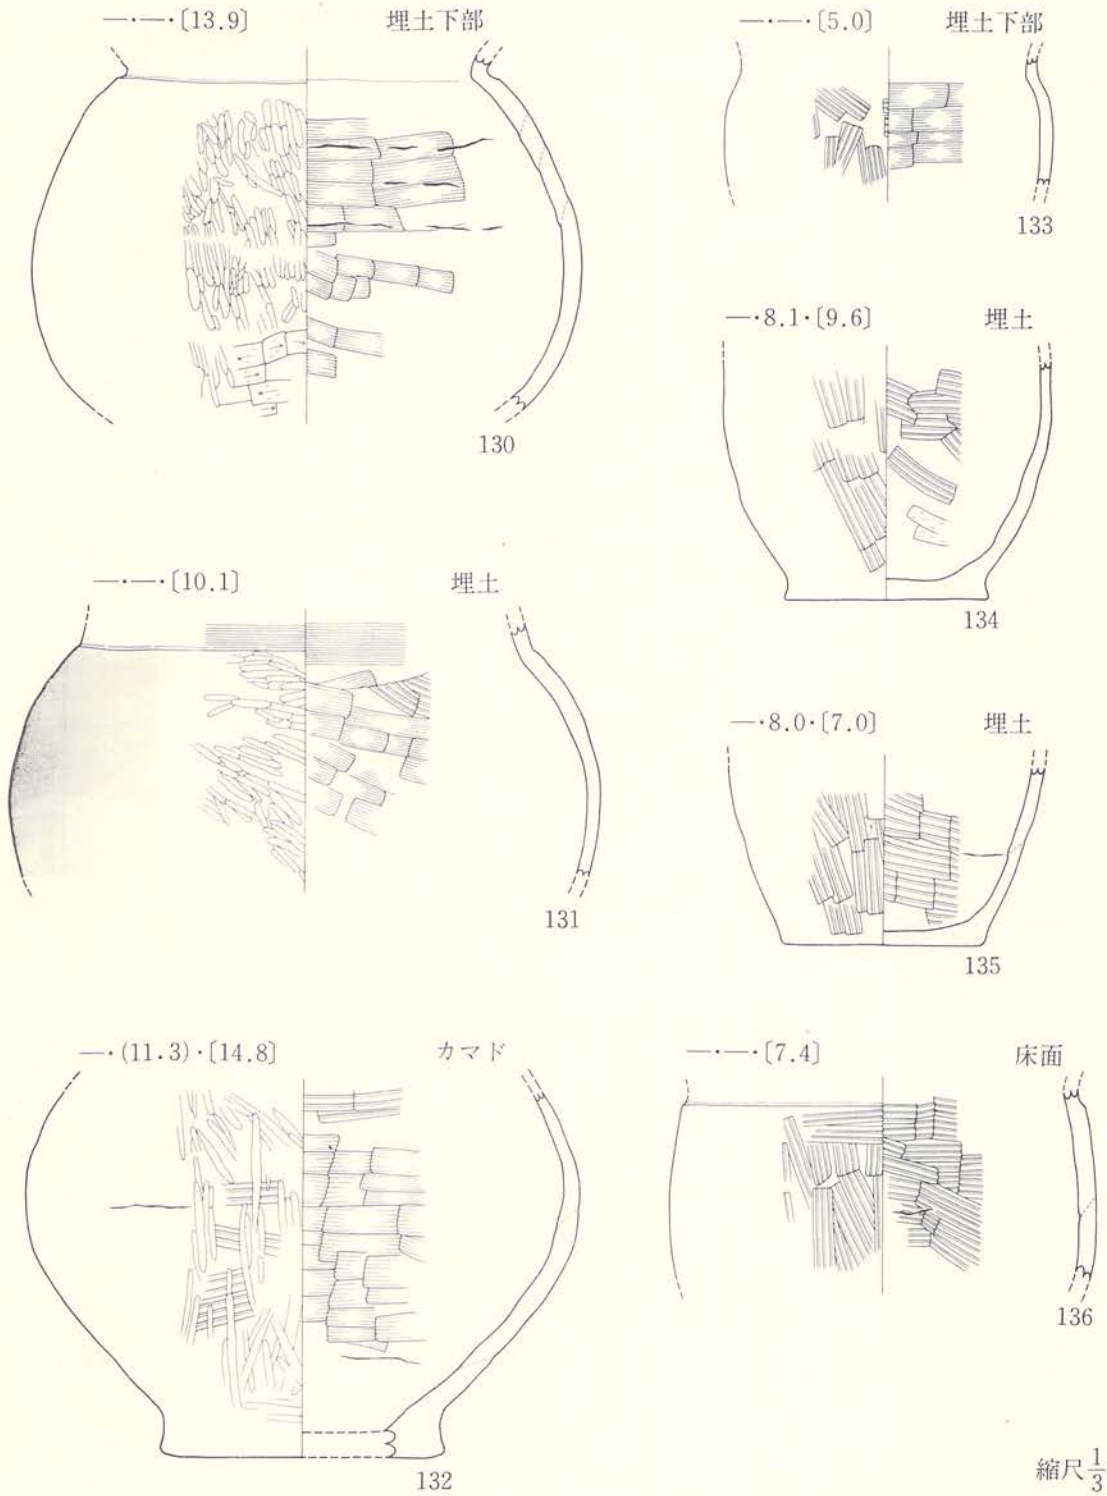 —・—・〔13.9〕 埋土下部
130
—・—・〔10.1〕 埋土
131
—・(11.3)・〔14.8〕 カマド
132
—・—・〔5.0〕 埋土下部
133
—・8.1・〔9.6〕 埋土
134
—・8.0・〔7.0〕 埋土
135
—・—・〔7.4〕 床面
136
縮尺 1/3